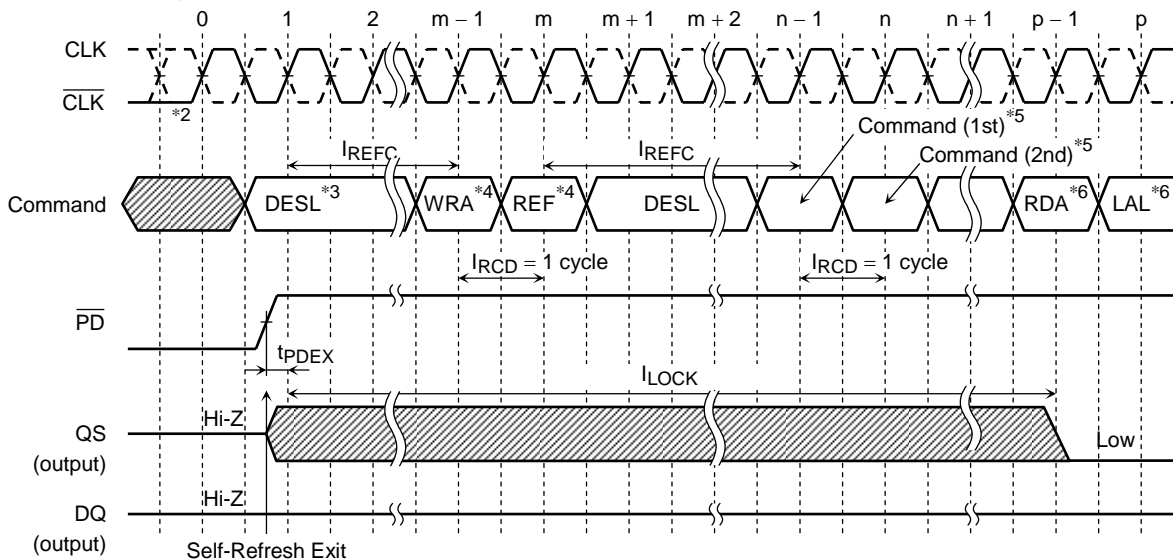 0 1 2 m − 1 m m + 1 m + 2 n - 1 n n + 1 p − 1 p
CLK
CLK
*2
Command (1st)*5
IREFC IREFC
Command (2nd)*5
Command DESL*3 WRA*4 REF*4 DESL RDA*6 LAL*6
IRCD = 1 cycle IRCD = 1 cycle
PD
tPDEX
ILOCK
Hi-Z
QS
(output)
Low
Hi-Z
DQ
(output)
Self-Refresh Exit